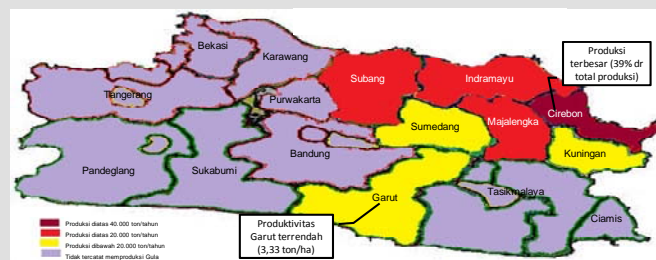 Produksi
terbesar (39% dr
total produksi)
Bekasi
Karawang
Subang
Indramayu
Tangerang
Purwakarta
Cirebon
Sumedang
Majalengka
Bandung
Kuningan
Pandeglang
Sukabumi
Garut
Tasikmalaya
Ciamis
Produktivitas
Garut terrendah
(3,33 ton/ha)
Produksi diatas 40.000 ton/tahun
Produksi diatas 20.000 ton/tahun
Produksi dibawah 20.000 ton/tahun
Tidak tercatat memproduksi Gula